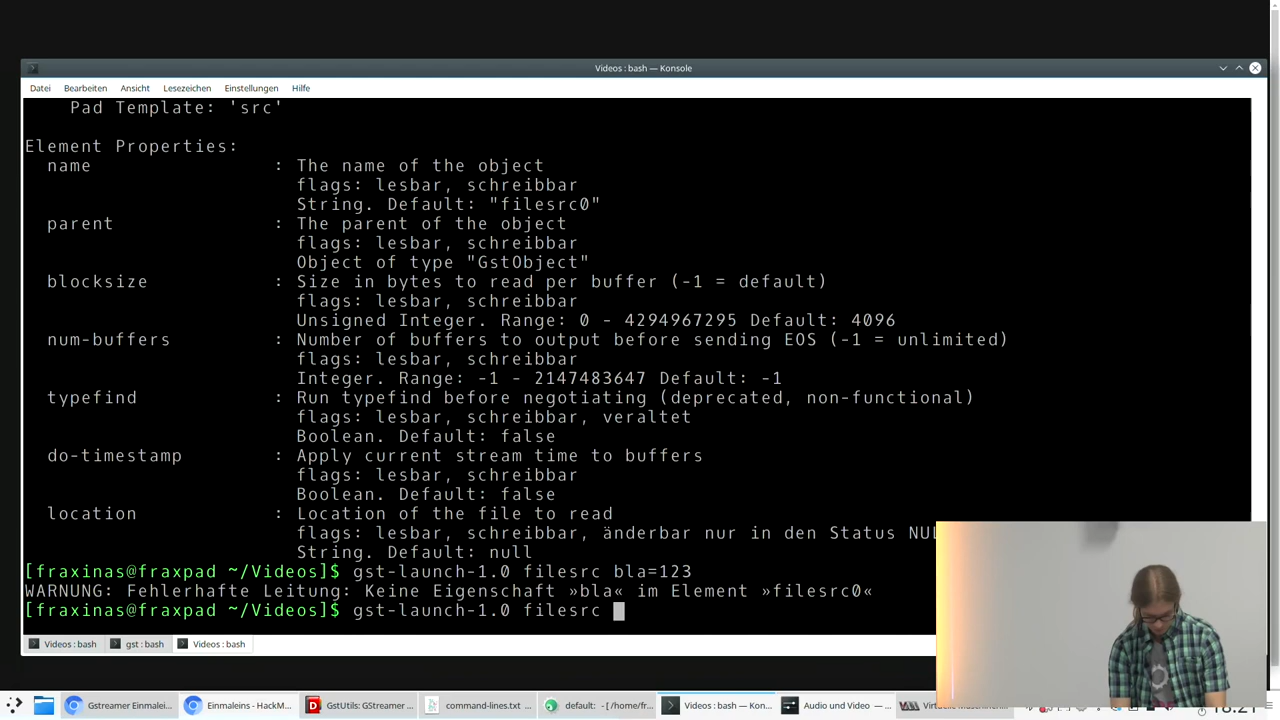 Videos : bash — Konsole
Datei Bearbeiten Ansicht Lesezeichen Einstellungen Hilfe
Pad Template: 'src'
Element Properties:
name : The name of the object
flags: lesbar, schreibbar
String. Default: "filesrc0"
parent : The parent of the object
flags: lesbar, schreibbar
Object of type "GstObject"
blocksize : Size in bytes to read per buffer (-1 = default)
flags: lesbar, schreibbar
Unsigned Integer. Range: 0 - 4294967295 Default: 4096
num-buffers : Number of buffers to output before sending EOS (-1 = unlimited)
flags: lesbar, schreibbar
Integer. Range: -1 - 2147483647 Default: -1
typefind : Run typefind before negotiating (deprecated, non-functional)
flags: lesbar, schreibbar, veraltet
Boolean. Default: false
do-timestamp : Apply current stream time to buffers
flags: lesbar, schreibbar
Boolean. Default: false
location : Location of the file to read
flags: lesbar, schreibbar, änderbar nur in den Status NUL
String. Default: null
[fraxinas@fraxpad ~/Videos]$ gst-launch-1.0 filesrc bla=123
WARNUNG: Fehlerhafte Leitung: Keine Eigenschaft »bla« im Element »filesrc0«
[fraxinas@fraxpad ~/Videos]$ gst-launch-1.0 filesrc
Videos : bash gst : bash Videos : bash
Gstreamer Einmalei... Einmaleins - HackM... GstUtils: GStreamer ... command-lines.txt ... default: - [/home/fr... Videos : bash — Kon... Audio und Video — ...